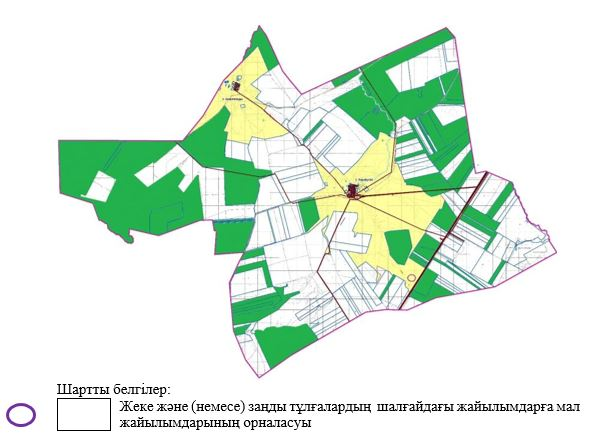 Шартты белгілер:
Жеке және (немесе) заңды тұлғалардың шалғайдағы жайылымдарға мал
жайылымдарының орналасуы